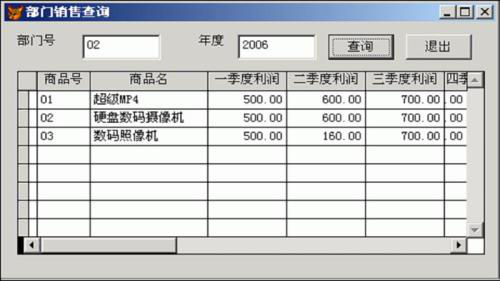 部门销售查询
部门号 02 年度 2006 查询 退出
商品号 商品名 一季度利润 二季度利润 三季度利润 四季
01 超级MP4 500.00 600.00 700.00 .00
02 硬盘数码摄像机 500.00 600.00 700.00 .00
03 数码照像机 500.00 160.00 700.00 .00